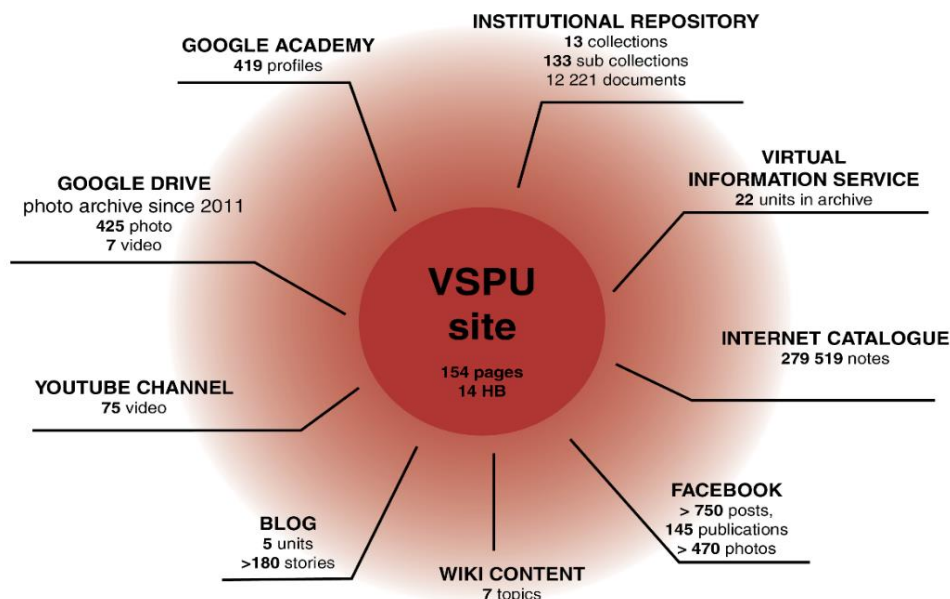 INSTITUTIONAL REPOSITORY
13 collections
133 sub collections
12 221 documents
GOOGLE ACADEMY
419 profiles
VIRTUAL
INFORMATION SERVICE
22 units in archive
GOOGLE DRIVE
photo archive since 2011
425 photo
7 video
VSPU
site
154 pages
14 HB
INTERNET CATALOGUE
279 519 notes
YOUTUBE CHANNEL
75 video
FACEBOOK
> 750 posts,
145 publications
> 470 photos
BLOG
5 units
>180 stories
WIKI CONTENT
7 topics